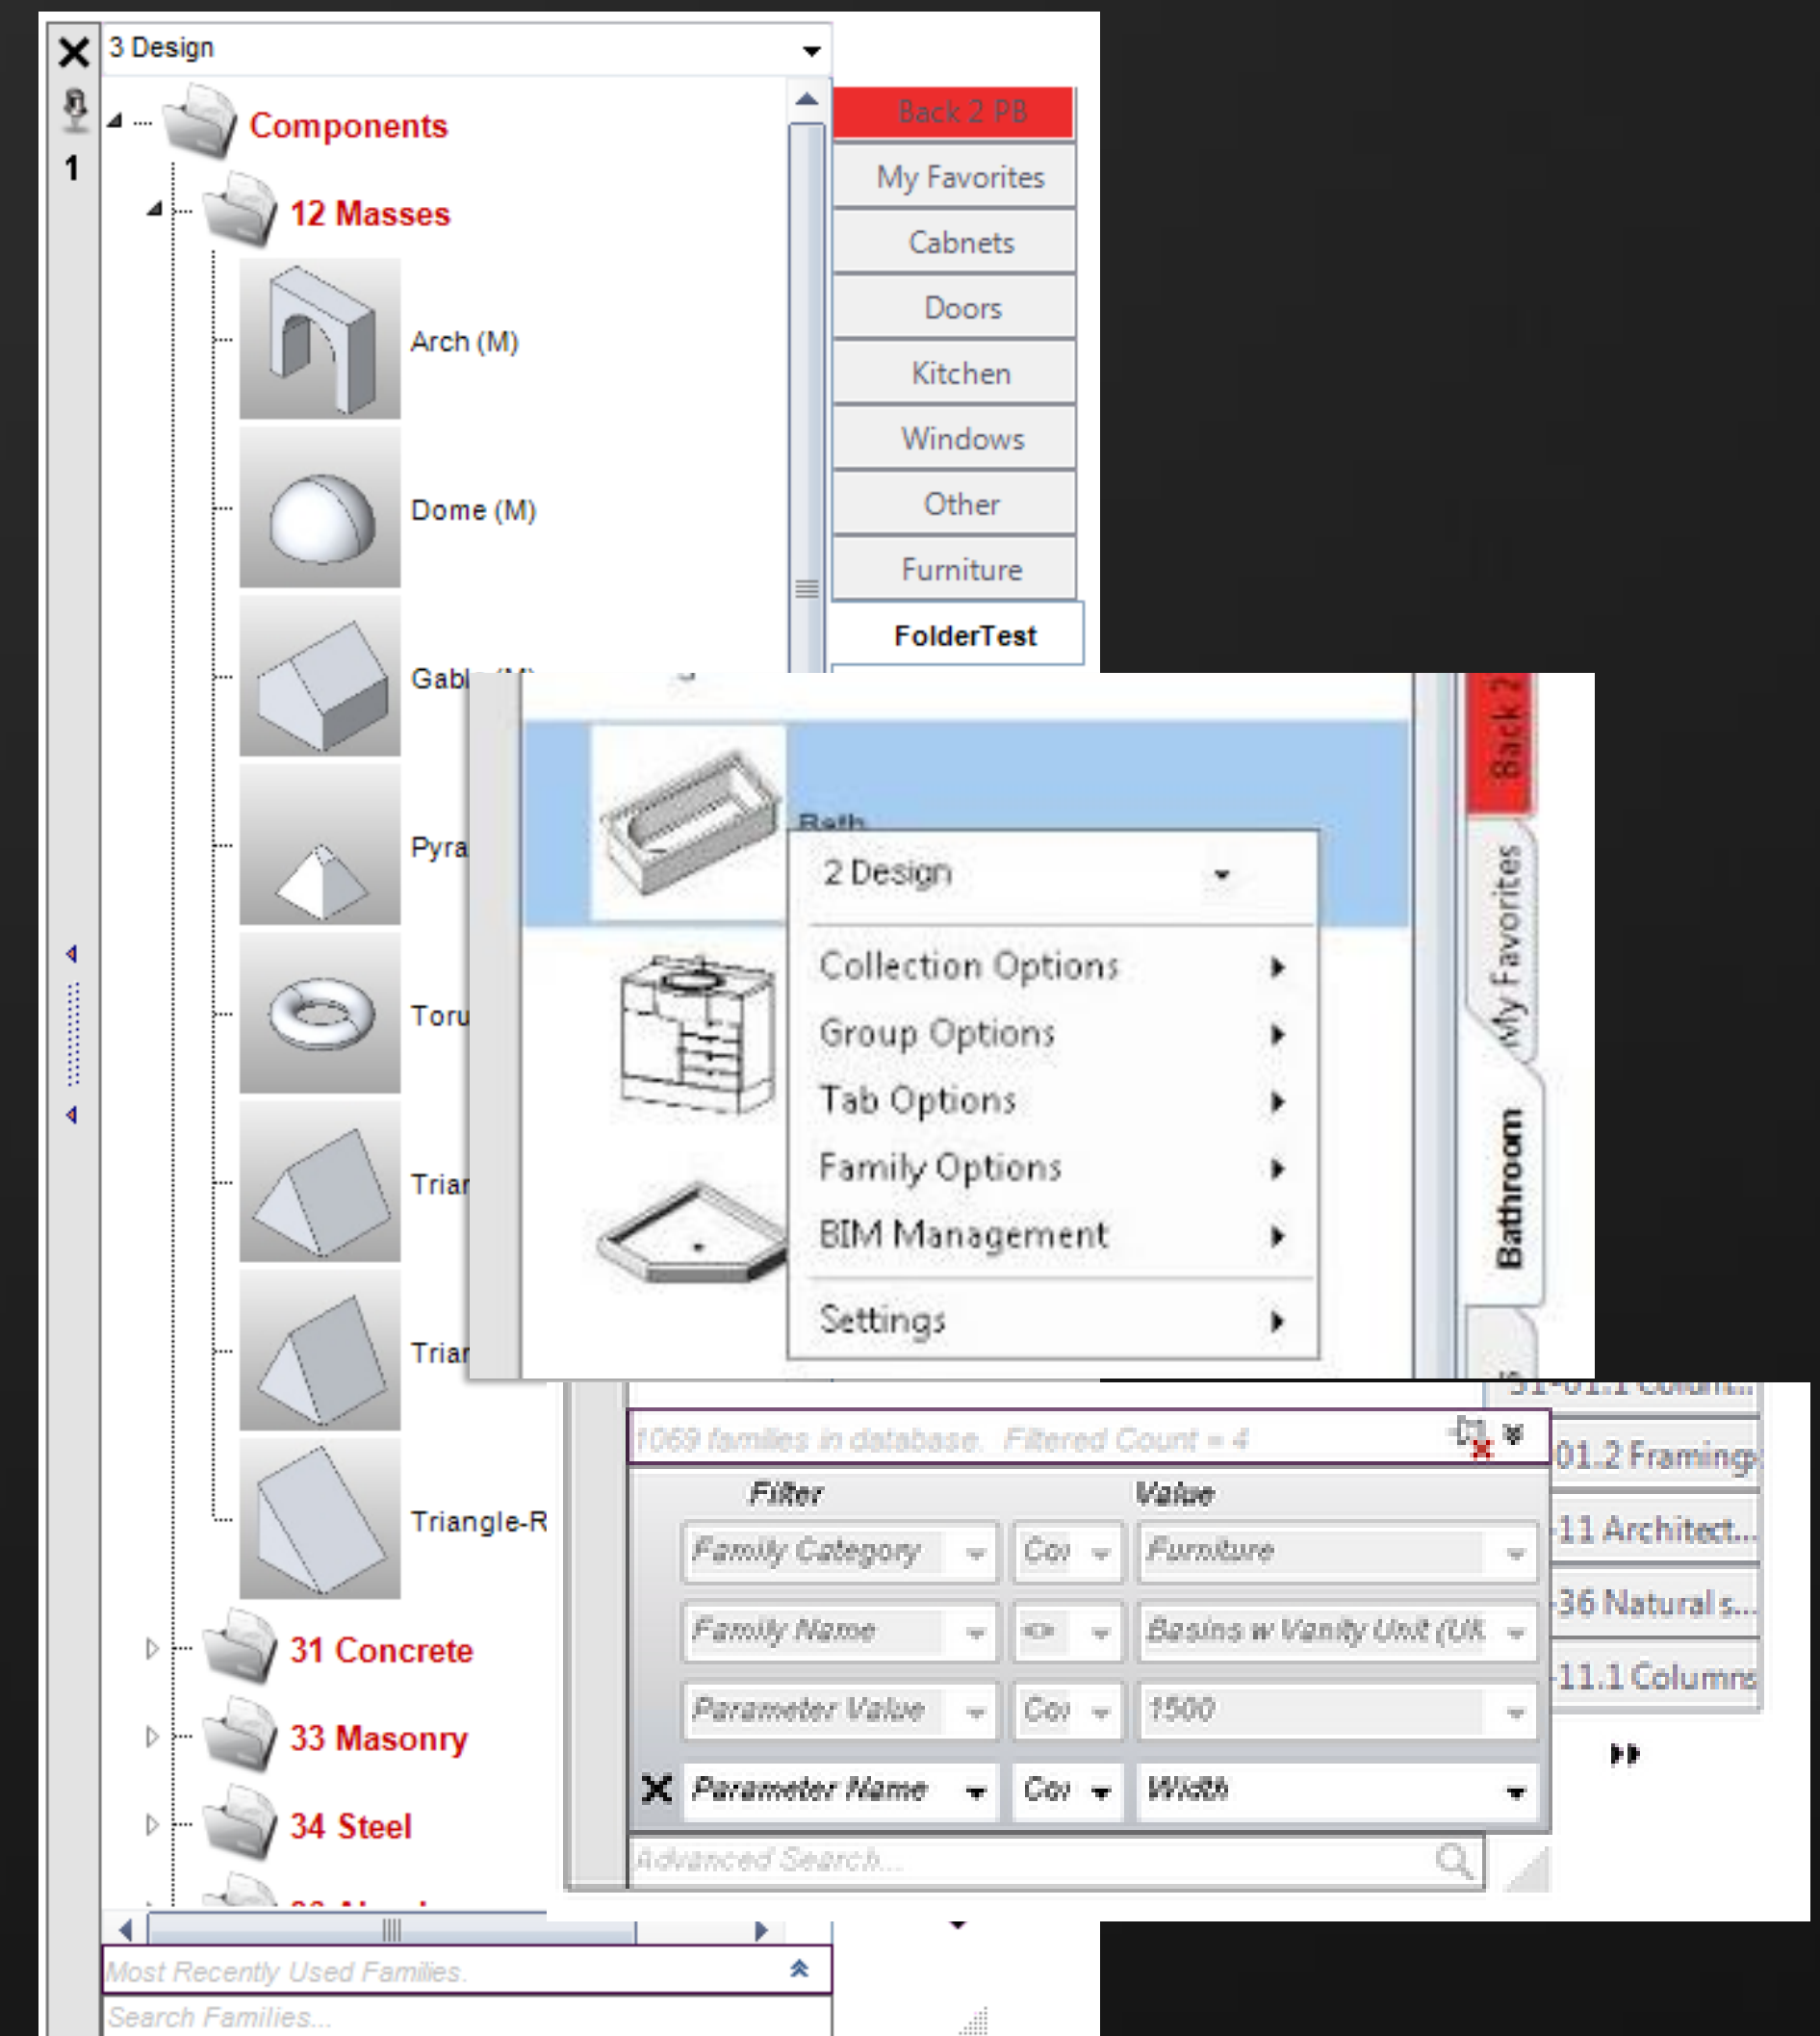 3 Design
Components
1
12 Masses
Arch (M)
Dome (M)
Pyra
Toru
Triar
Triar
Triangle-R
31 Concrete
33 Masonry
34 Steel
Most Recently Used Families.
Search Families...
Back 2 PB
My Favorites
Cabnets
Doors
Kitchen
Windows
Other
Furniture
FolderTest
Bath
2 Design
Collection Options
Group Options
Tab Options
Family Options
BIM Management
Settings
Back 2
My Favorites
Bathroom
1069 families in database. Filtered Count = 4
Filter Value
Family Category Cor Furniture
Family Name <> Basins w Vanity Unit (UK
Parameter Value Cor 1500
Parameter Name Cor Width
Advanced Search...
01.2 Framing
-11 Architect...
-36 Natural s...
-11.1 Columns